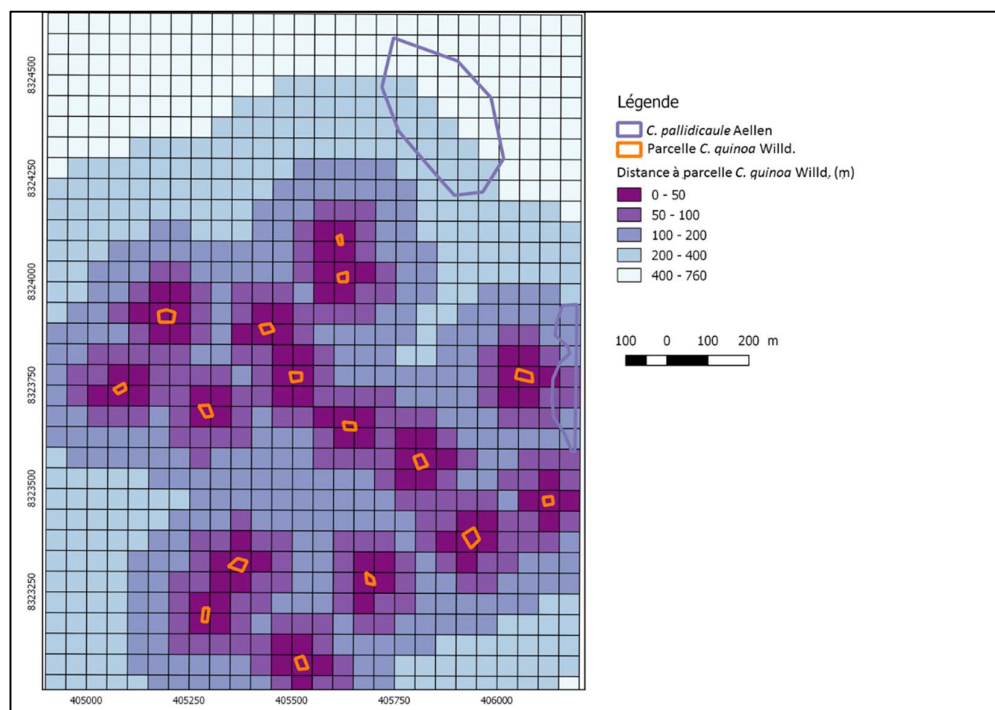 8324500
8324250
8324000
8323750
8323500
8323250
405000 405250 405500 405750 406000
Légende
C. pallidicaule Aellen
Parcelle C. quinoa Willd.
Distance à parcelle C. quinoa Willd. (m)
0 - 50
50 - 100
100 - 200
200 - 400
400 - 760
100 0 100 200 m